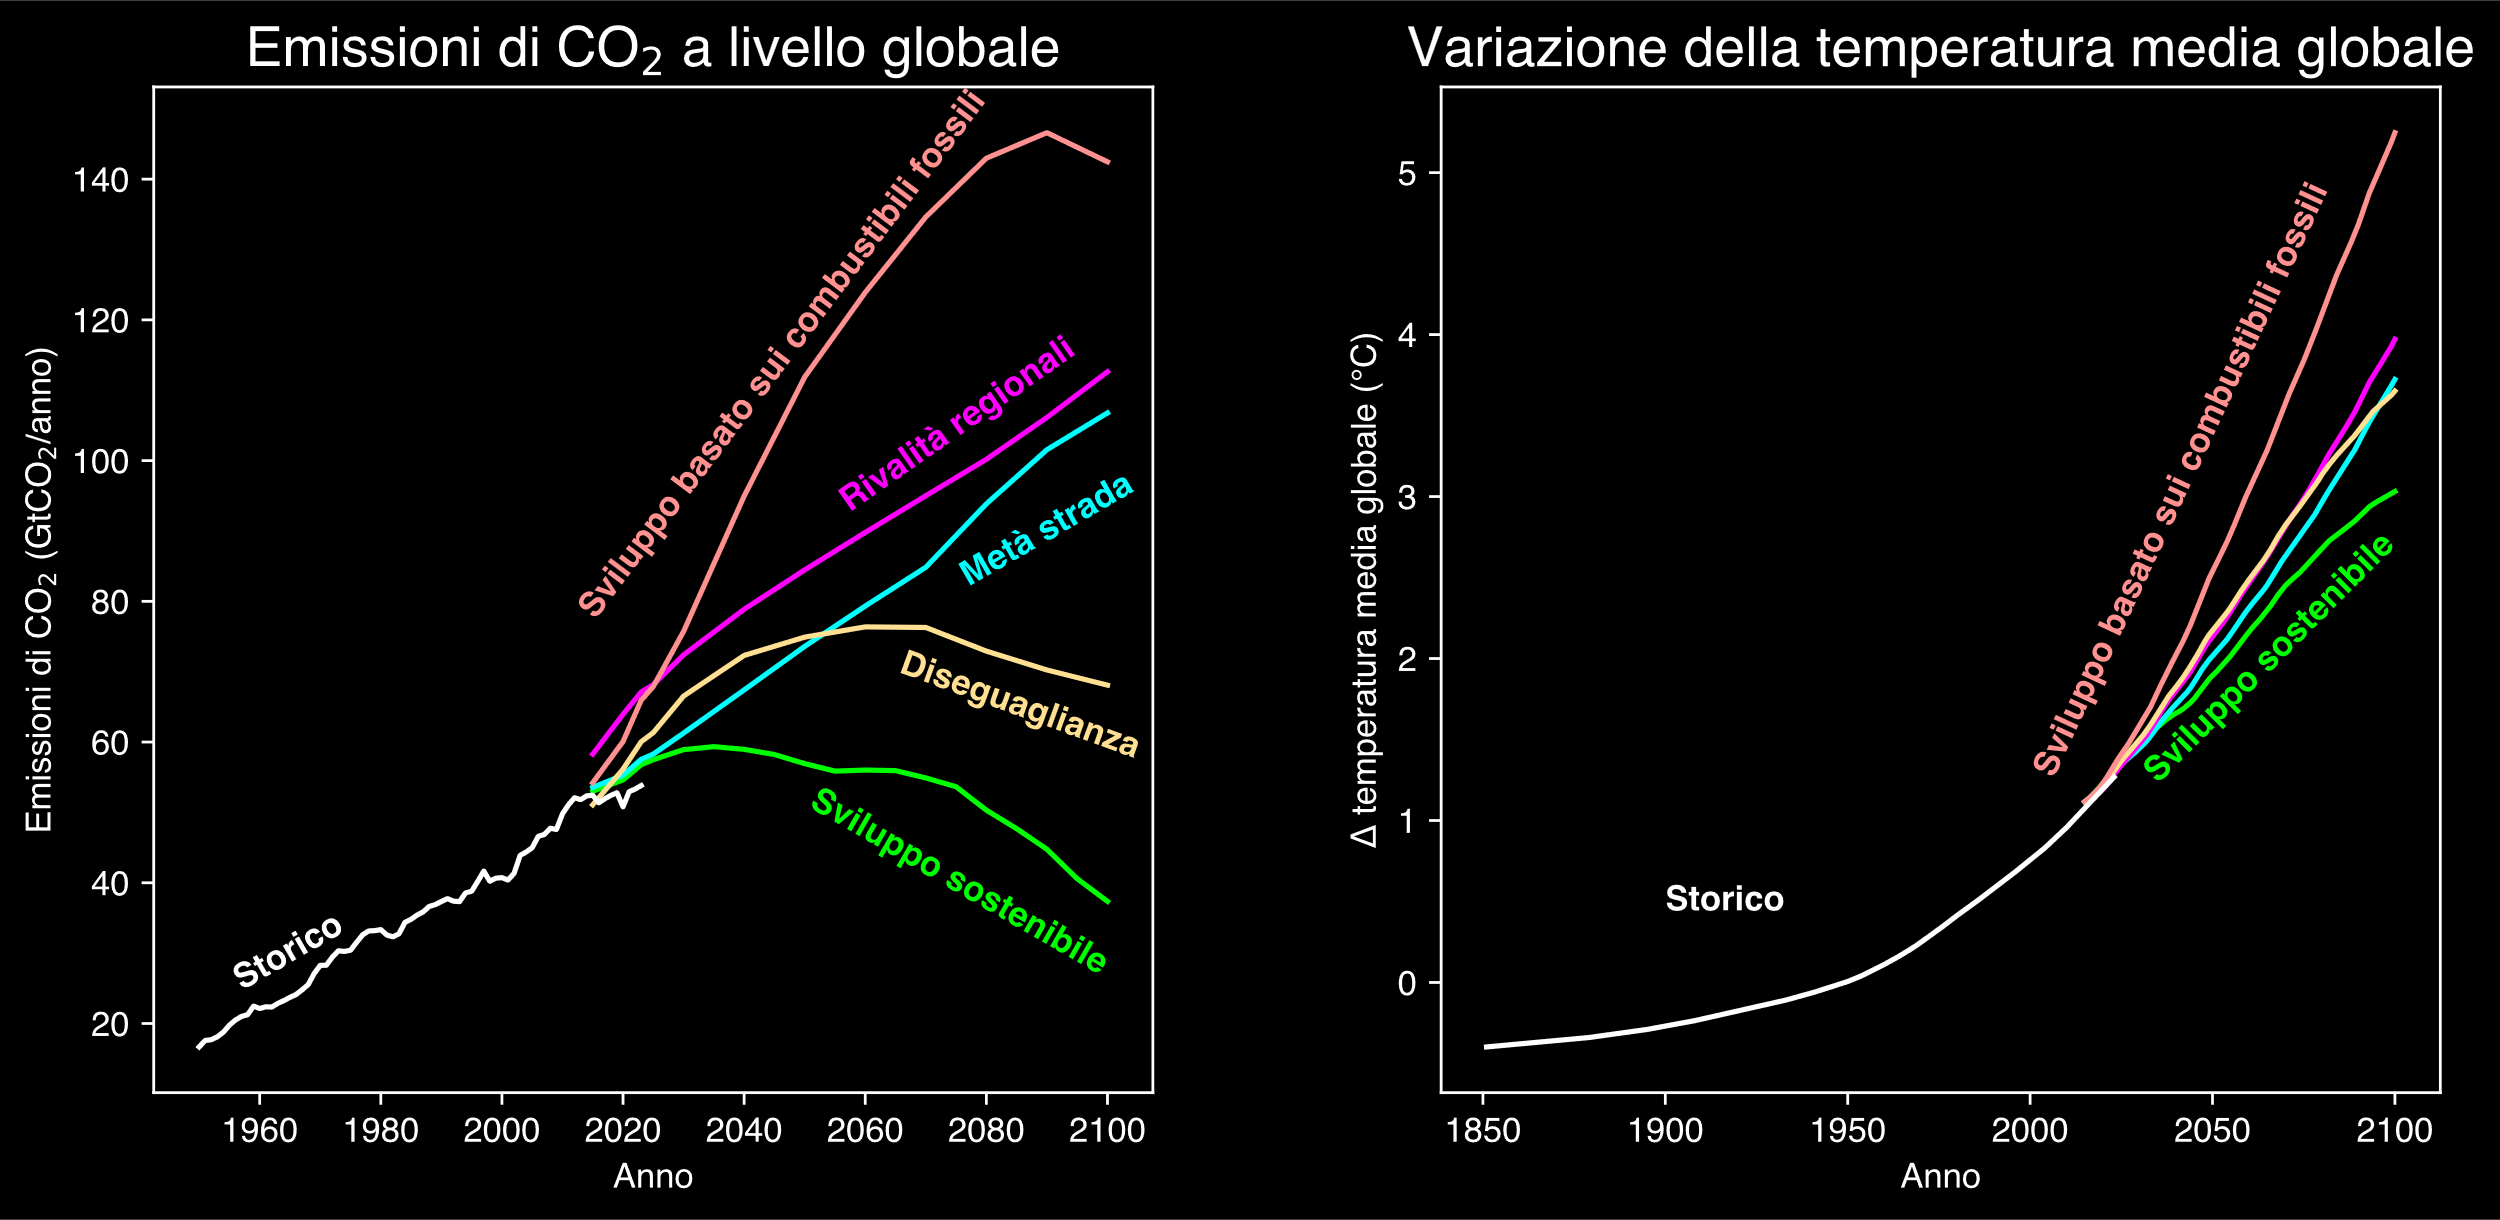 Emissioni di CO₂ a livello globale
Emissioni di CO₂ (GtCO₂/anno)
140
120
100
80
60
40
20
Sviluppo basato sui combustibili fossili
Rivalità regionali
Metà strada
Diseguaglianza
Sviluppo sostenibile
Storico
1960 1980 2000 2020 2040 2060 2080 2100
Anno
Variazione della temperatura media globale
Δ temperatura media globale (°C)
5
4
3
2
1
0
Sviluppo basato sui combustibili fossili
Sviluppo sostenibile
Storico
1850 1900 1950 2000 2050 2100
Anno